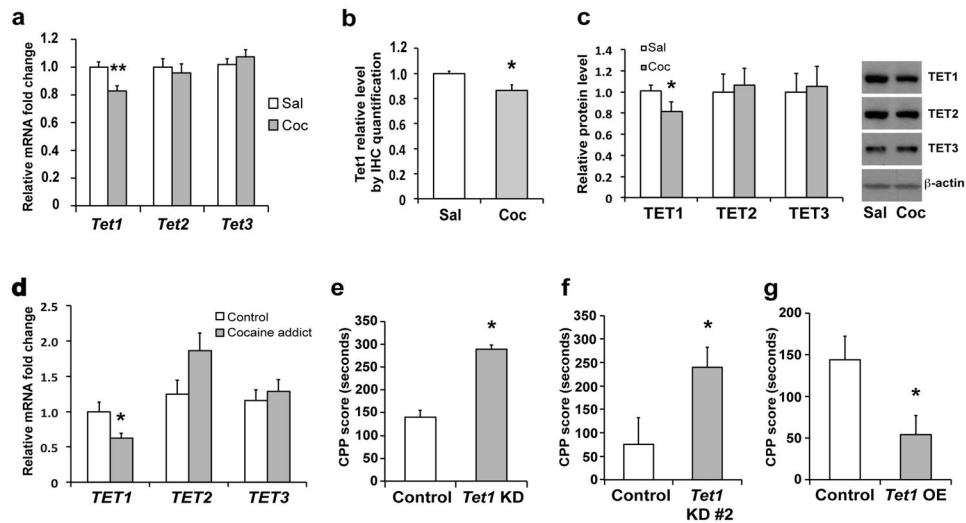 a
Relative mRNA fold change
1.2
1.0
0.8
0.6
0.4
0.2
0
**
Sal
Coc
Tet1 Tet2 Tet3
b
Tet1 relative level
by IHC quantification
1.2
1.0
0.8
0.6
0.4
0.2
0.0
*
Sal Coc
c
Relative protein level
1.4
1.2
1.0
0.8
0.6
0.4
0.2
0
Sal
Coc
*
TET1 TET2 TET3
TET1
TET2
TET3
β-actin
Sal Coc
d
Relative mRNA fold change
2.5
2.0
1.5
1.0
0.5
0.0
Control
Cocaine addict
*
TET1 TET2 TET3
e
CPP score (seconds)
350
300
250
200
150
100
50
0
*
Control Tet1 KD
f
CPP score (seconds)
350
300
250
200
150
100
50
0
*
Control Tet1
KD #2
g
CPP score (seconds)
200
150
100
50
0
*
Control Tet1 OE